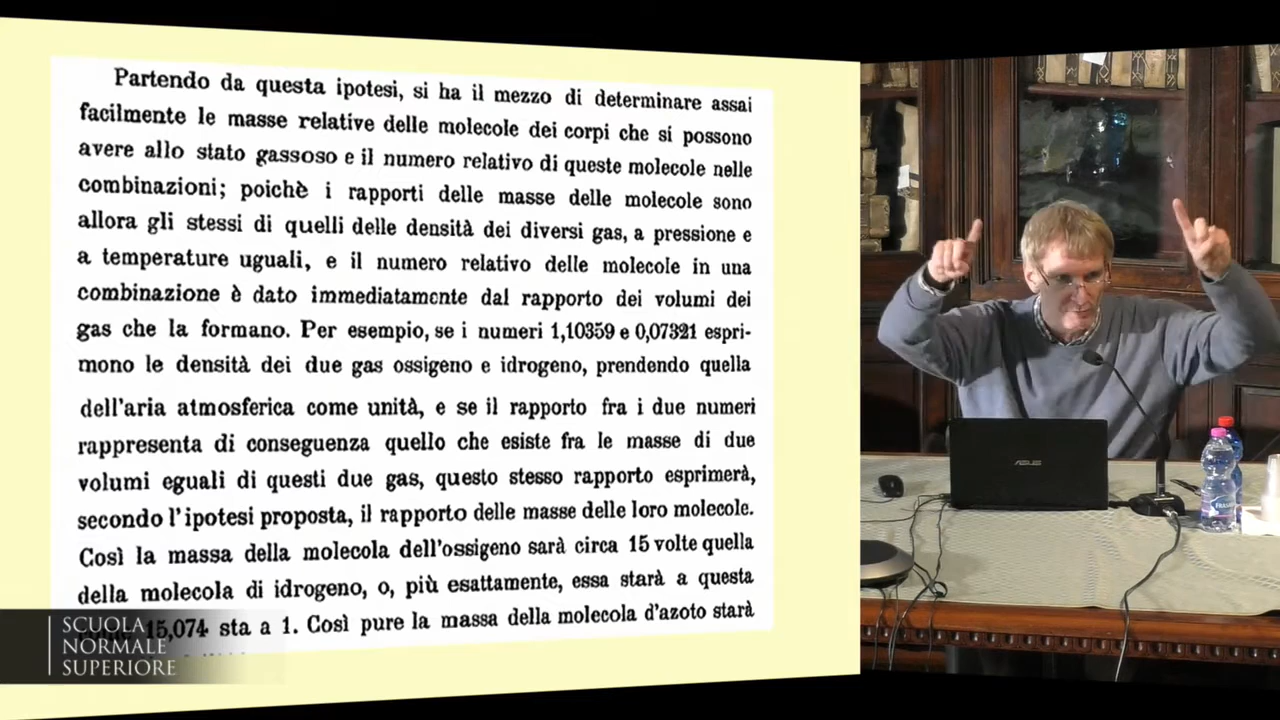 Partendo da questa ipotesi, si ha il mezzo di determinare assai
facilmente le masse relative delle molecole dei corpi che si possono
avere allo stato gassoso e il numero relativo di queste molecole nelle
combinazioni; poichè i rapporti delle masse delle molecole sono
allora gli stessi di quelli delle densità dei diversi gas, a pressione e
a temperature uguali, e il numero relativo delle molecole in una
combinazione è dato immediatamente dal rapporto dei volumi dei
gas che la formano. Per esempio, se i numeri 1,10359 e 0,07321 espri-
mono le densità dei due gas ossigeno e idrogeno, prendendo quella
dell'aria atmosferica come unità, e se il rapporto fra i due numeri
rappresenta di conseguenza quello che esiste fra le masse di due
volumi eguali di questi due gas, questo stesso rapporto esprimerà,
secondo l'ipotesi proposta, il rapporto delle masse delle loro molecole.
Così la massa della molecola dell'ossigeno sarà circa 15 volte quella
della molecola di idrogeno, o, più esattamente, essa starà a questa
15,074 sta a 1. Così pure la massa della molecola d'azoto starà
SCUOLA
NORMALE
SUPERIORE
ASUS